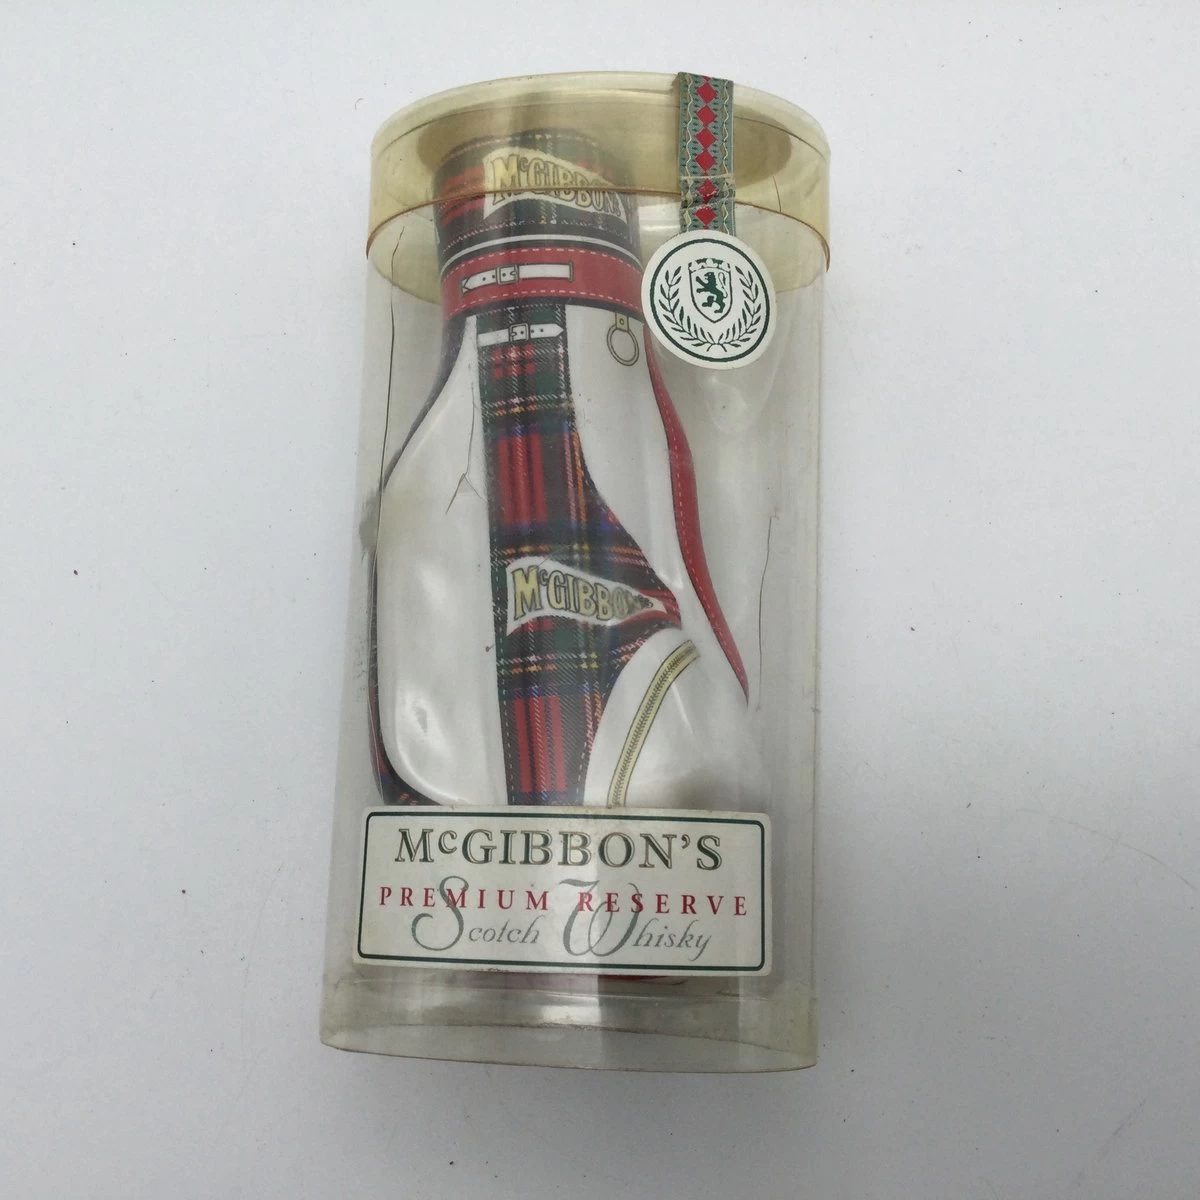 McGIBBON
McGIBBON
McGIBBON'S
PREMIUM RESERVE
Scotch Whisky